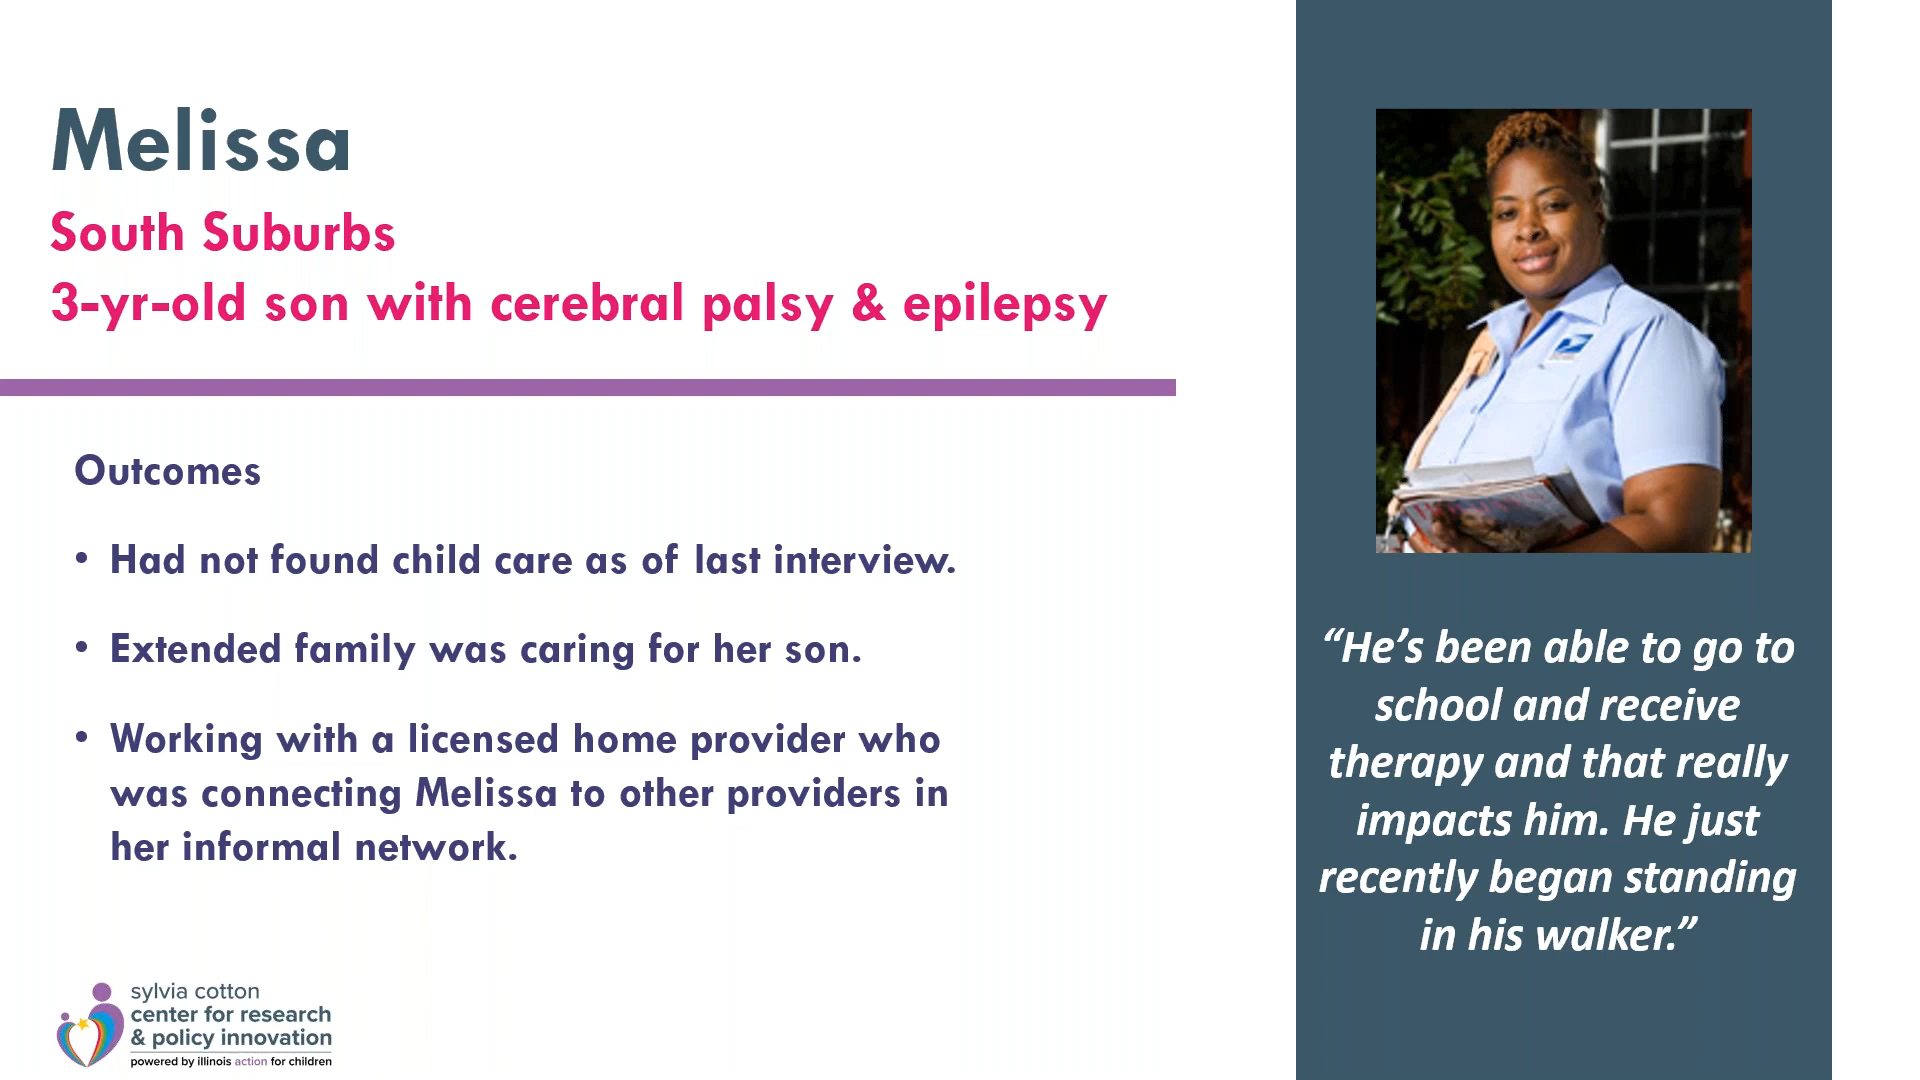 Melissa
South Suburbs
3-yr-old son with cerebral palsy & epilepsy
Outcomes
• Had not found child care as of last interview.
• Extended family was caring for her son.
• Working with a licensed home provider who
was connecting Melissa to other providers in
her informal network.
“He’s been able to go to
school and receive
therapy and that really
impacts him. He just
recently began standing
in his walker.”
sylvia cotton
center for research
& policy innovation
powered by illinois action for children